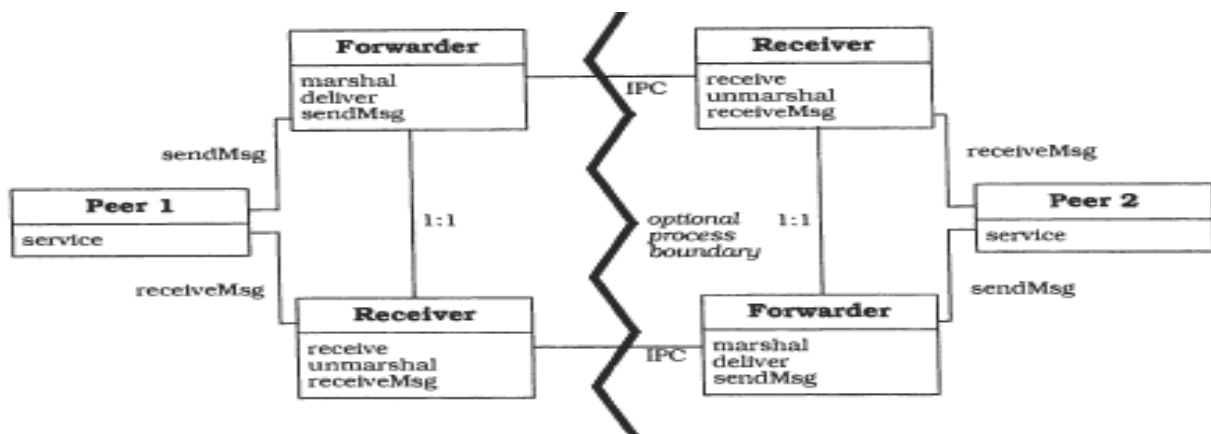 Forwarder
marshal
deliver
sendMsg
Receiver
receive
unmarshal
receiveMsg
IPC
sendMsg
receiveMsg
Peer 1
service
1:1
optional
process
boundary
1:1
Peer 2
service
receiveMsg
sendMsg
Receiver
receive
unmarshal
receiveMsg
IPC
Forwarder
marshal
deliver
sendMsg